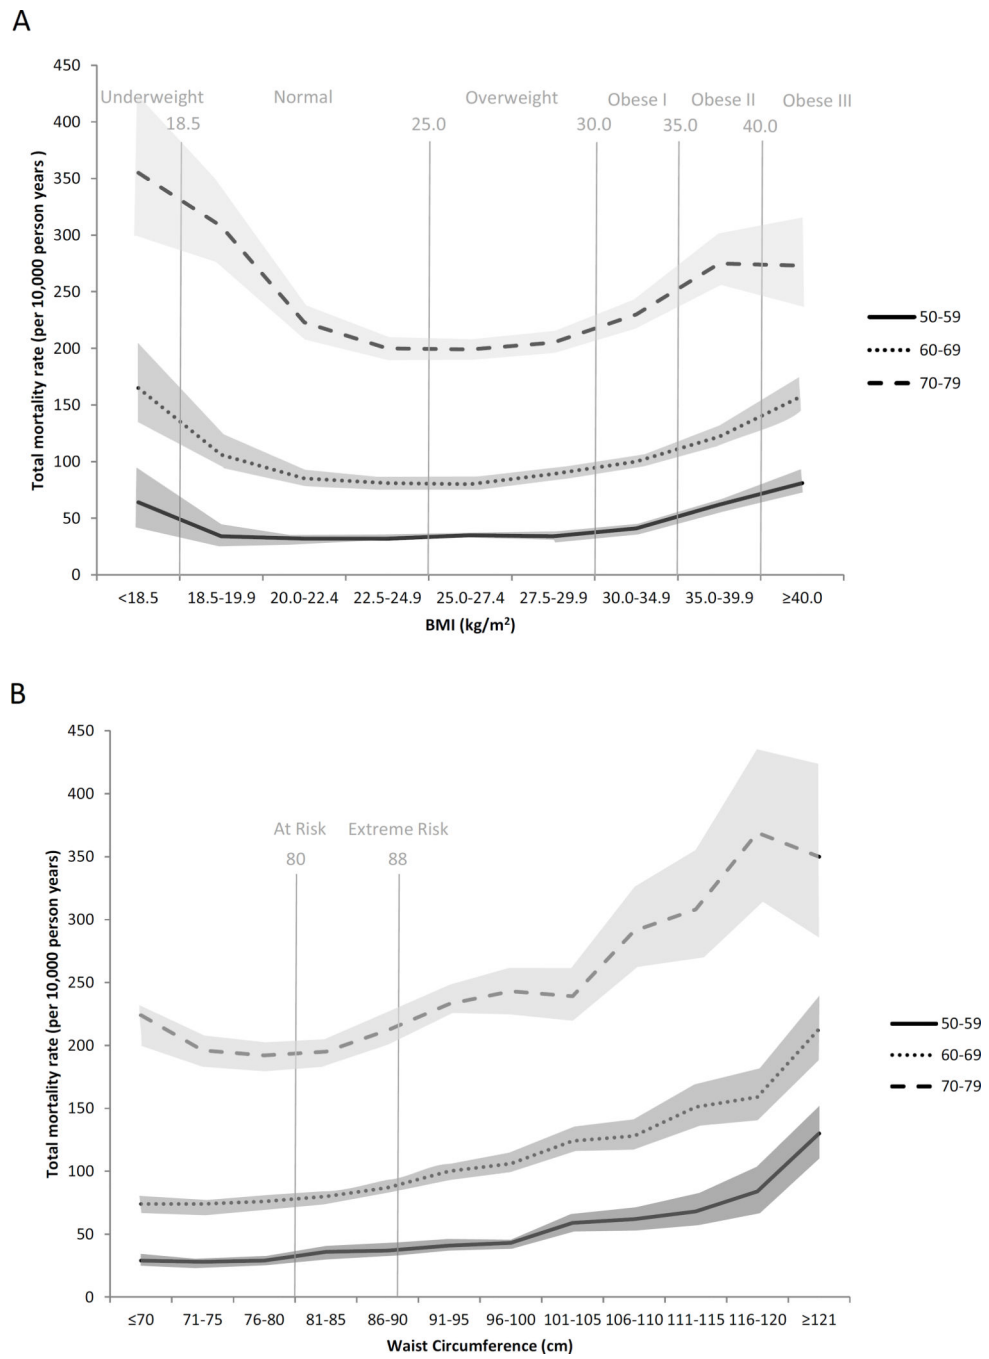 A
450
400
350
300
250
200
150
100
50
0
Total mortality rate (per 10,000 person years )
Underweight Normal Overweight Obese I Obese II Obese III
18.5 25.0 30.0 35.0 40.0
<18.5 18.5-19.9 20.0-22.4 22.5-24.9 25.0-27.4 27.5-29.9 30.0-34.9 35.0-39.9 ≥40.0
BMI (kg/m²)
50-59
60-69
70-79
B
450
400
350
300
250
200
150
100
50
0
Total mortality rate (per 10,000 person years)
At Risk Extreme Risk
80 88
≤70 71-75 76-80 81-85 86-90 91-95 96-100 101-105 106-110 111-115 116-120 ≥121
Waist Circumference (cm)
50-59
60-69
70-79